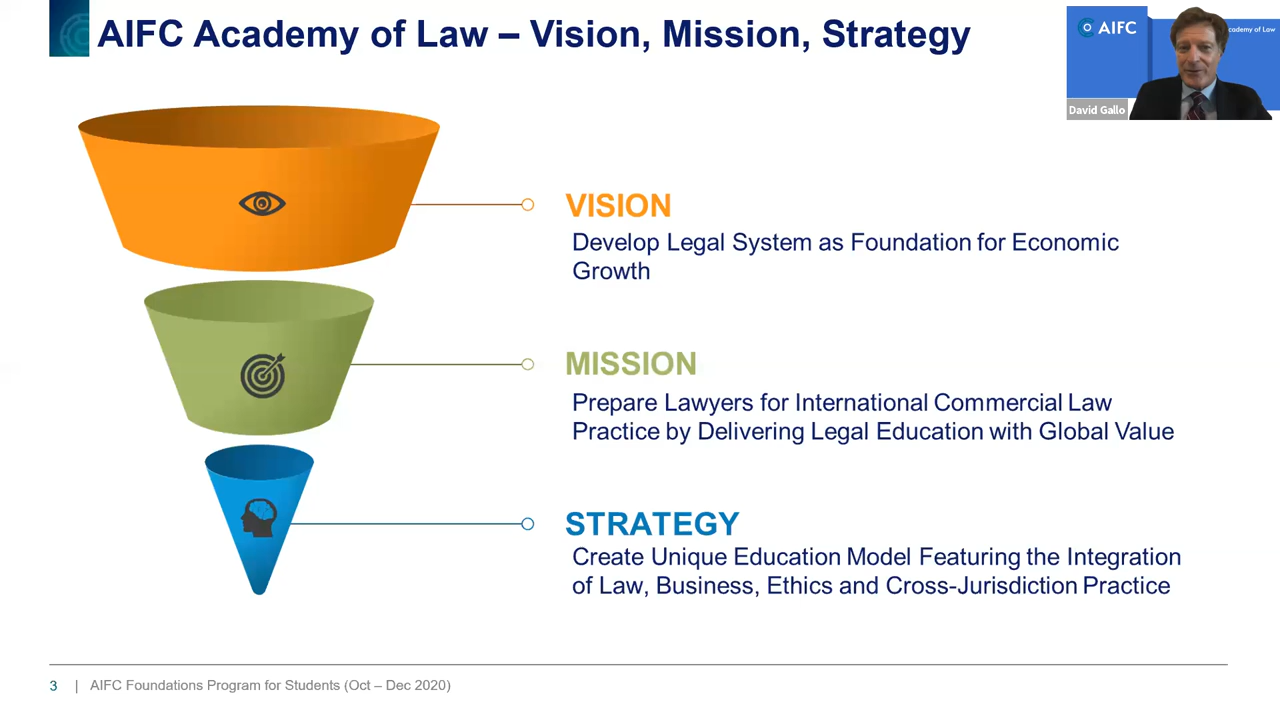 AIFC Academy of Law – Vision, Mission, Strategy
AIFC
cademy of Law
David Gallo
VISION
Develop Legal System as Foundation for Economic
Growth
MISSION
Prepare Lawyers for International Commercial Law
Practice by Delivering Legal Education with Global Value
STRATEGY
Create Unique Education Model Featuring the Integration
of Law, Business, Ethics and Cross-Jurisdiction Practice
3 | AIFC Foundations Program for Students (Oct – Dec 2020)